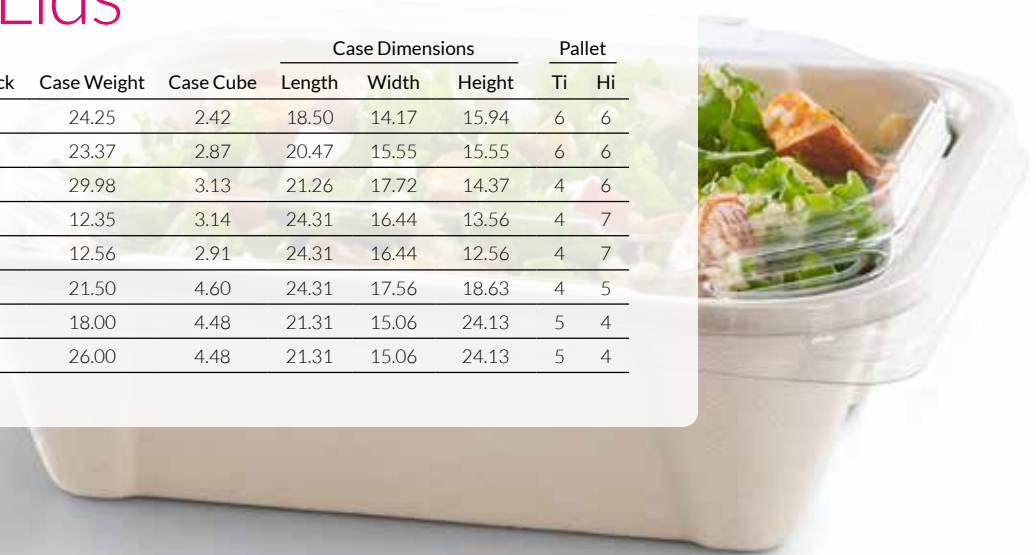 Lids
Case Dimensions Pallet
ck Case Weight Case Cube Length Width Height Ti Hi
24.25 2.42 18.50 14.17 15.94 6 6
23.37 2.87 20.47 15.55 15.55 6 6
29.98 3.13 21.26 17.72 14.37 4 6
12.35 3.14 24.31 16.44 13.56 4 7
12.56 2.91 24.31 16.44 12.56 4 7
21.50 4.60 24.31 17.56 18.63 4 5
18.00 4.48 21.31 15.06 24.13 5 4
26.00 4.48 21.31 15.06 24.13 5 4